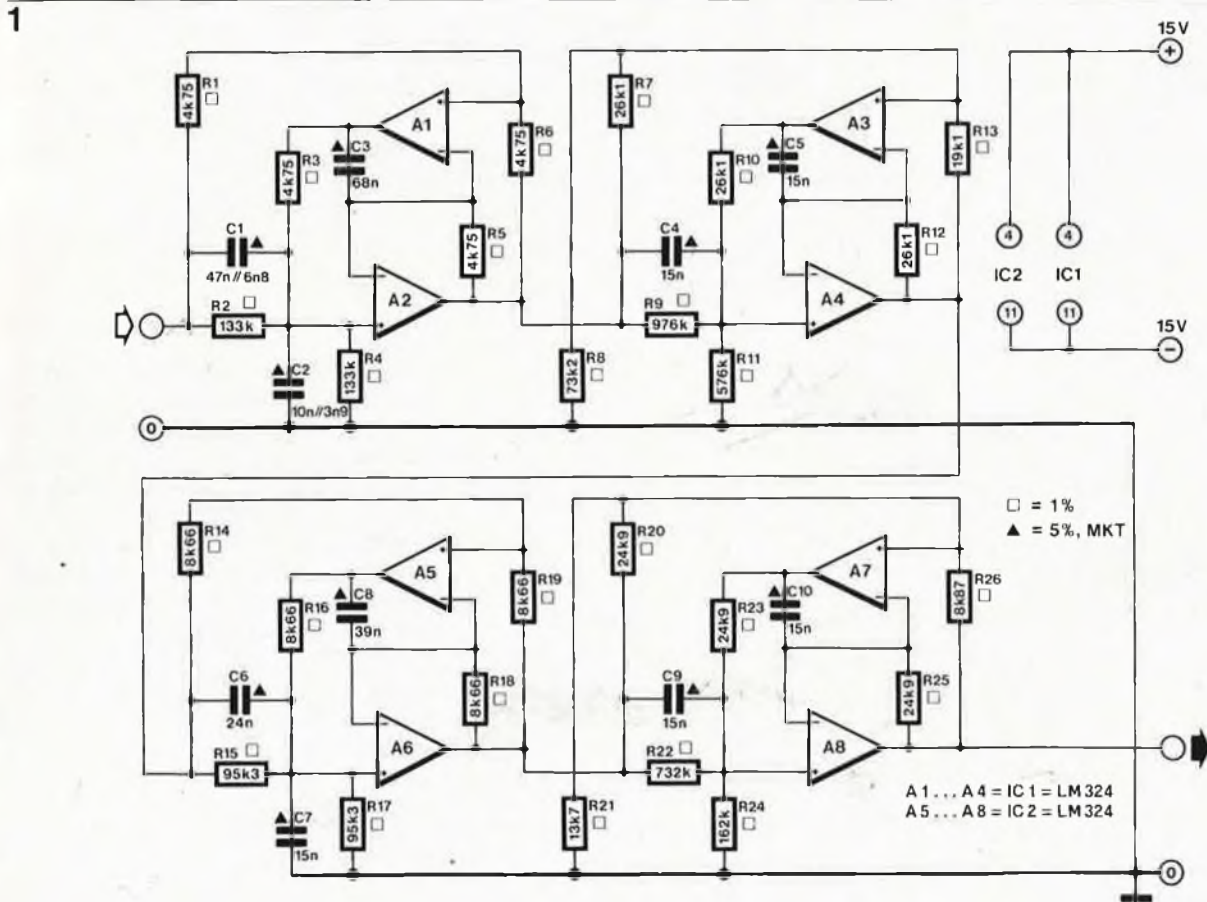 1
15V
+
R1
4k75
R3
4k75
C3
68n
A1
R6
4k75
R5
4k75
C1
47n // 6n8
R2
133k
A2
R4
133k
C2
10n//3n9
0
R7
26k1
R10
26k1
C5
15n
A3
R13
19k1
R12
26k1
C4
15n
R9
976k
A4
R8
73k2
R11
576k
4
4
IC2
IC1
11
11
15V
−
R14
8k66
R16
8k66
C8
39n
A5
R19
8k66
R18
8k66
C6
24n
R15
95k3
A6
R17
95k3
C7
15n
R20
24k9
R23
24k9
C10
15n
A7
R26
8k87
R25
24k9
C9
15n
R22
732k
A8
R21
13k7
R24
162k
□ = 1%
▲ = 5%, MKT
A1 ... A4 = IC1 = LM324
A5 ... A8 = IC2 = LM324
0